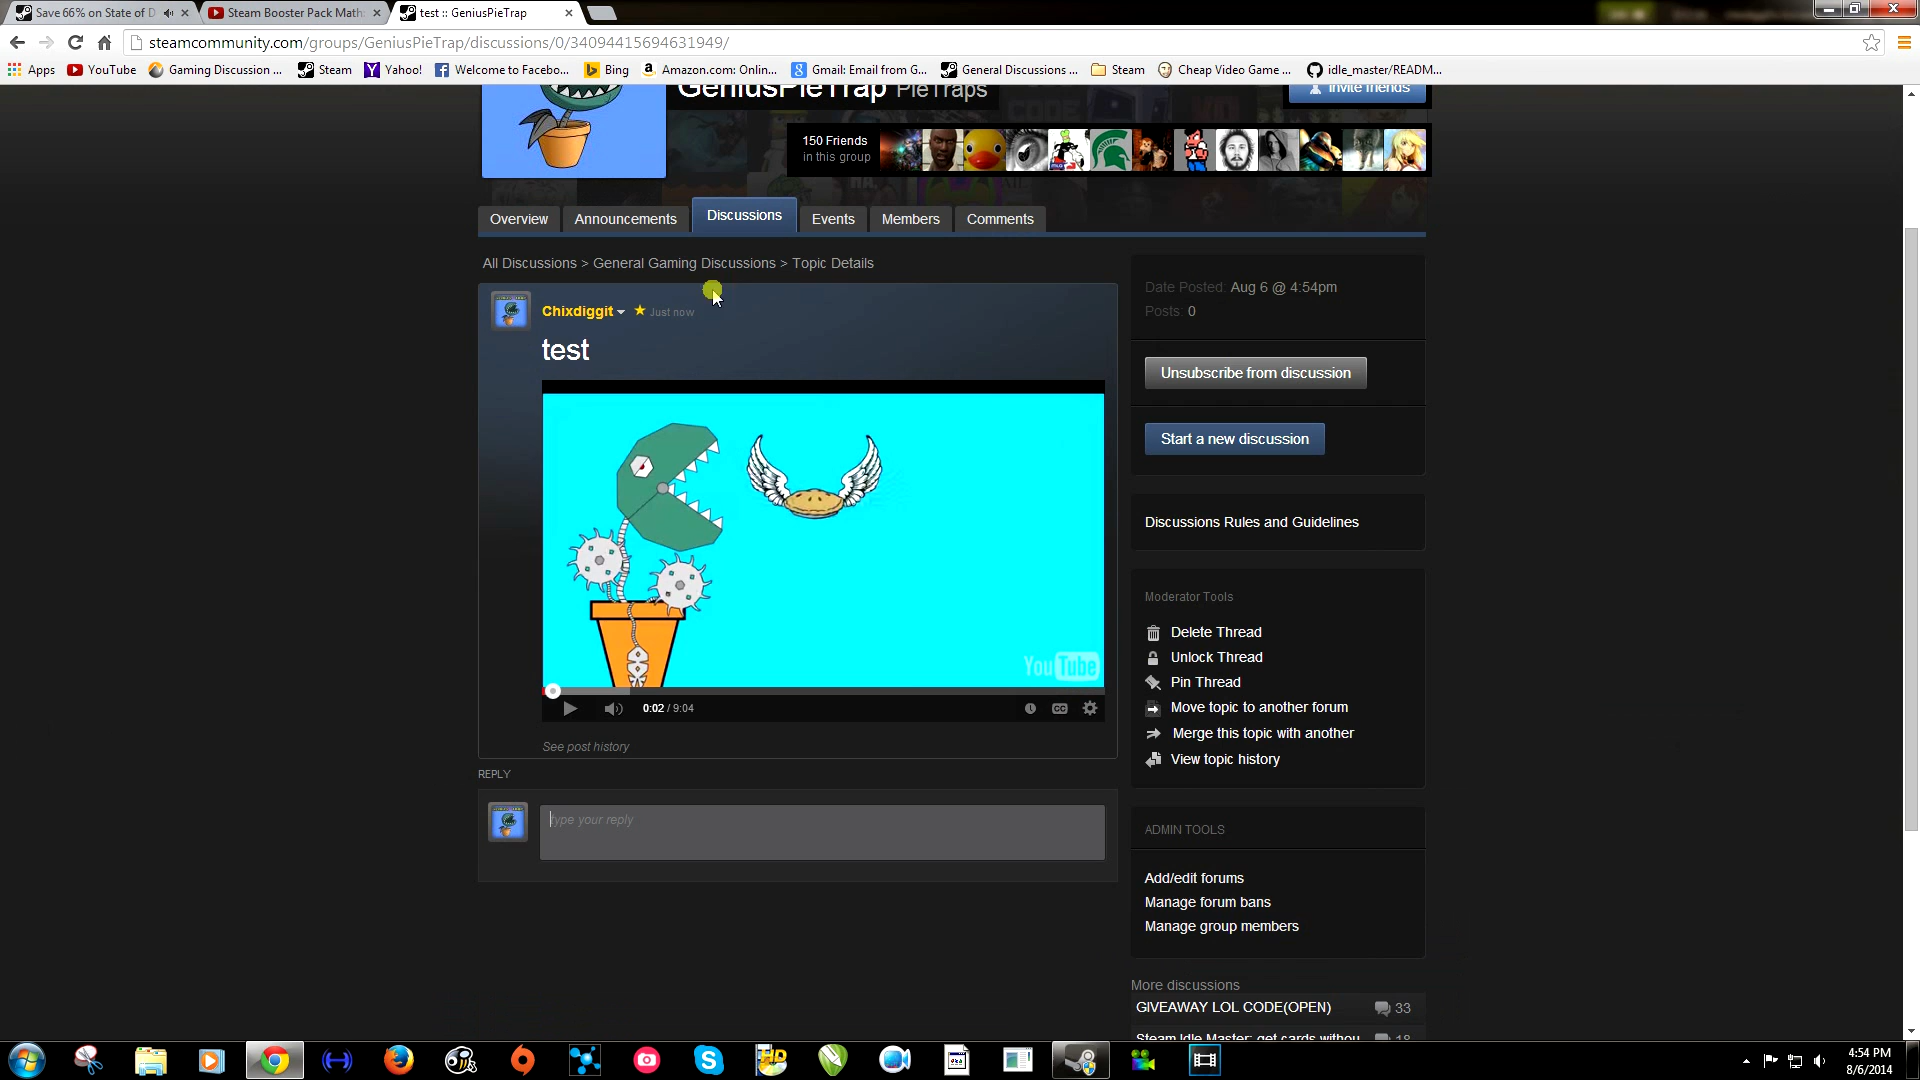 Save 66% on State of D
Steam Booster Pack Math:
test :: GeniusPieTrap
steamcommunity.com/groups/GeniusPieTrap/discussions/0/34094415694631949/
Apps
YouTube
Gaming Discussion ...
Steam
Yahoo!
Welcome to Facebo...
Bing
Amazon.com: Onlin...
Gmail: Email from G...
General Discussions ...
Steam
Cheap Video Game ...
idle_master/READM...
GeniusPieTrap PieTraps
Invite friends
150 Friends
in this group
Overview
Announcements
Discussions
Events
Members
Comments
All Discussions > General Gaming Discussions > Topic Details
Chixdiggit
Just now
test
YouTube
0:02 / 9:04
CC
See post history
REPLY
Type your reply
Date Posted: Aug 6 @ 4:54pm
Posts: 0
Unsubscribe from discussion
Start a new discussion
Discussions Rules and Guidelines
Moderator Tools
Delete Thread
Unlock Thread
Pin Thread
Move topic to another forum
Merge this topic with another
View topic history
ADMIN TOOLS
Add/edit forums
Manage forum bans
Manage group members
More discussions
GIVEAWAY LOL CODE(OPEN) 33
Steam Idle Master: get cards withou 18
4:54 PM
8/6/2014